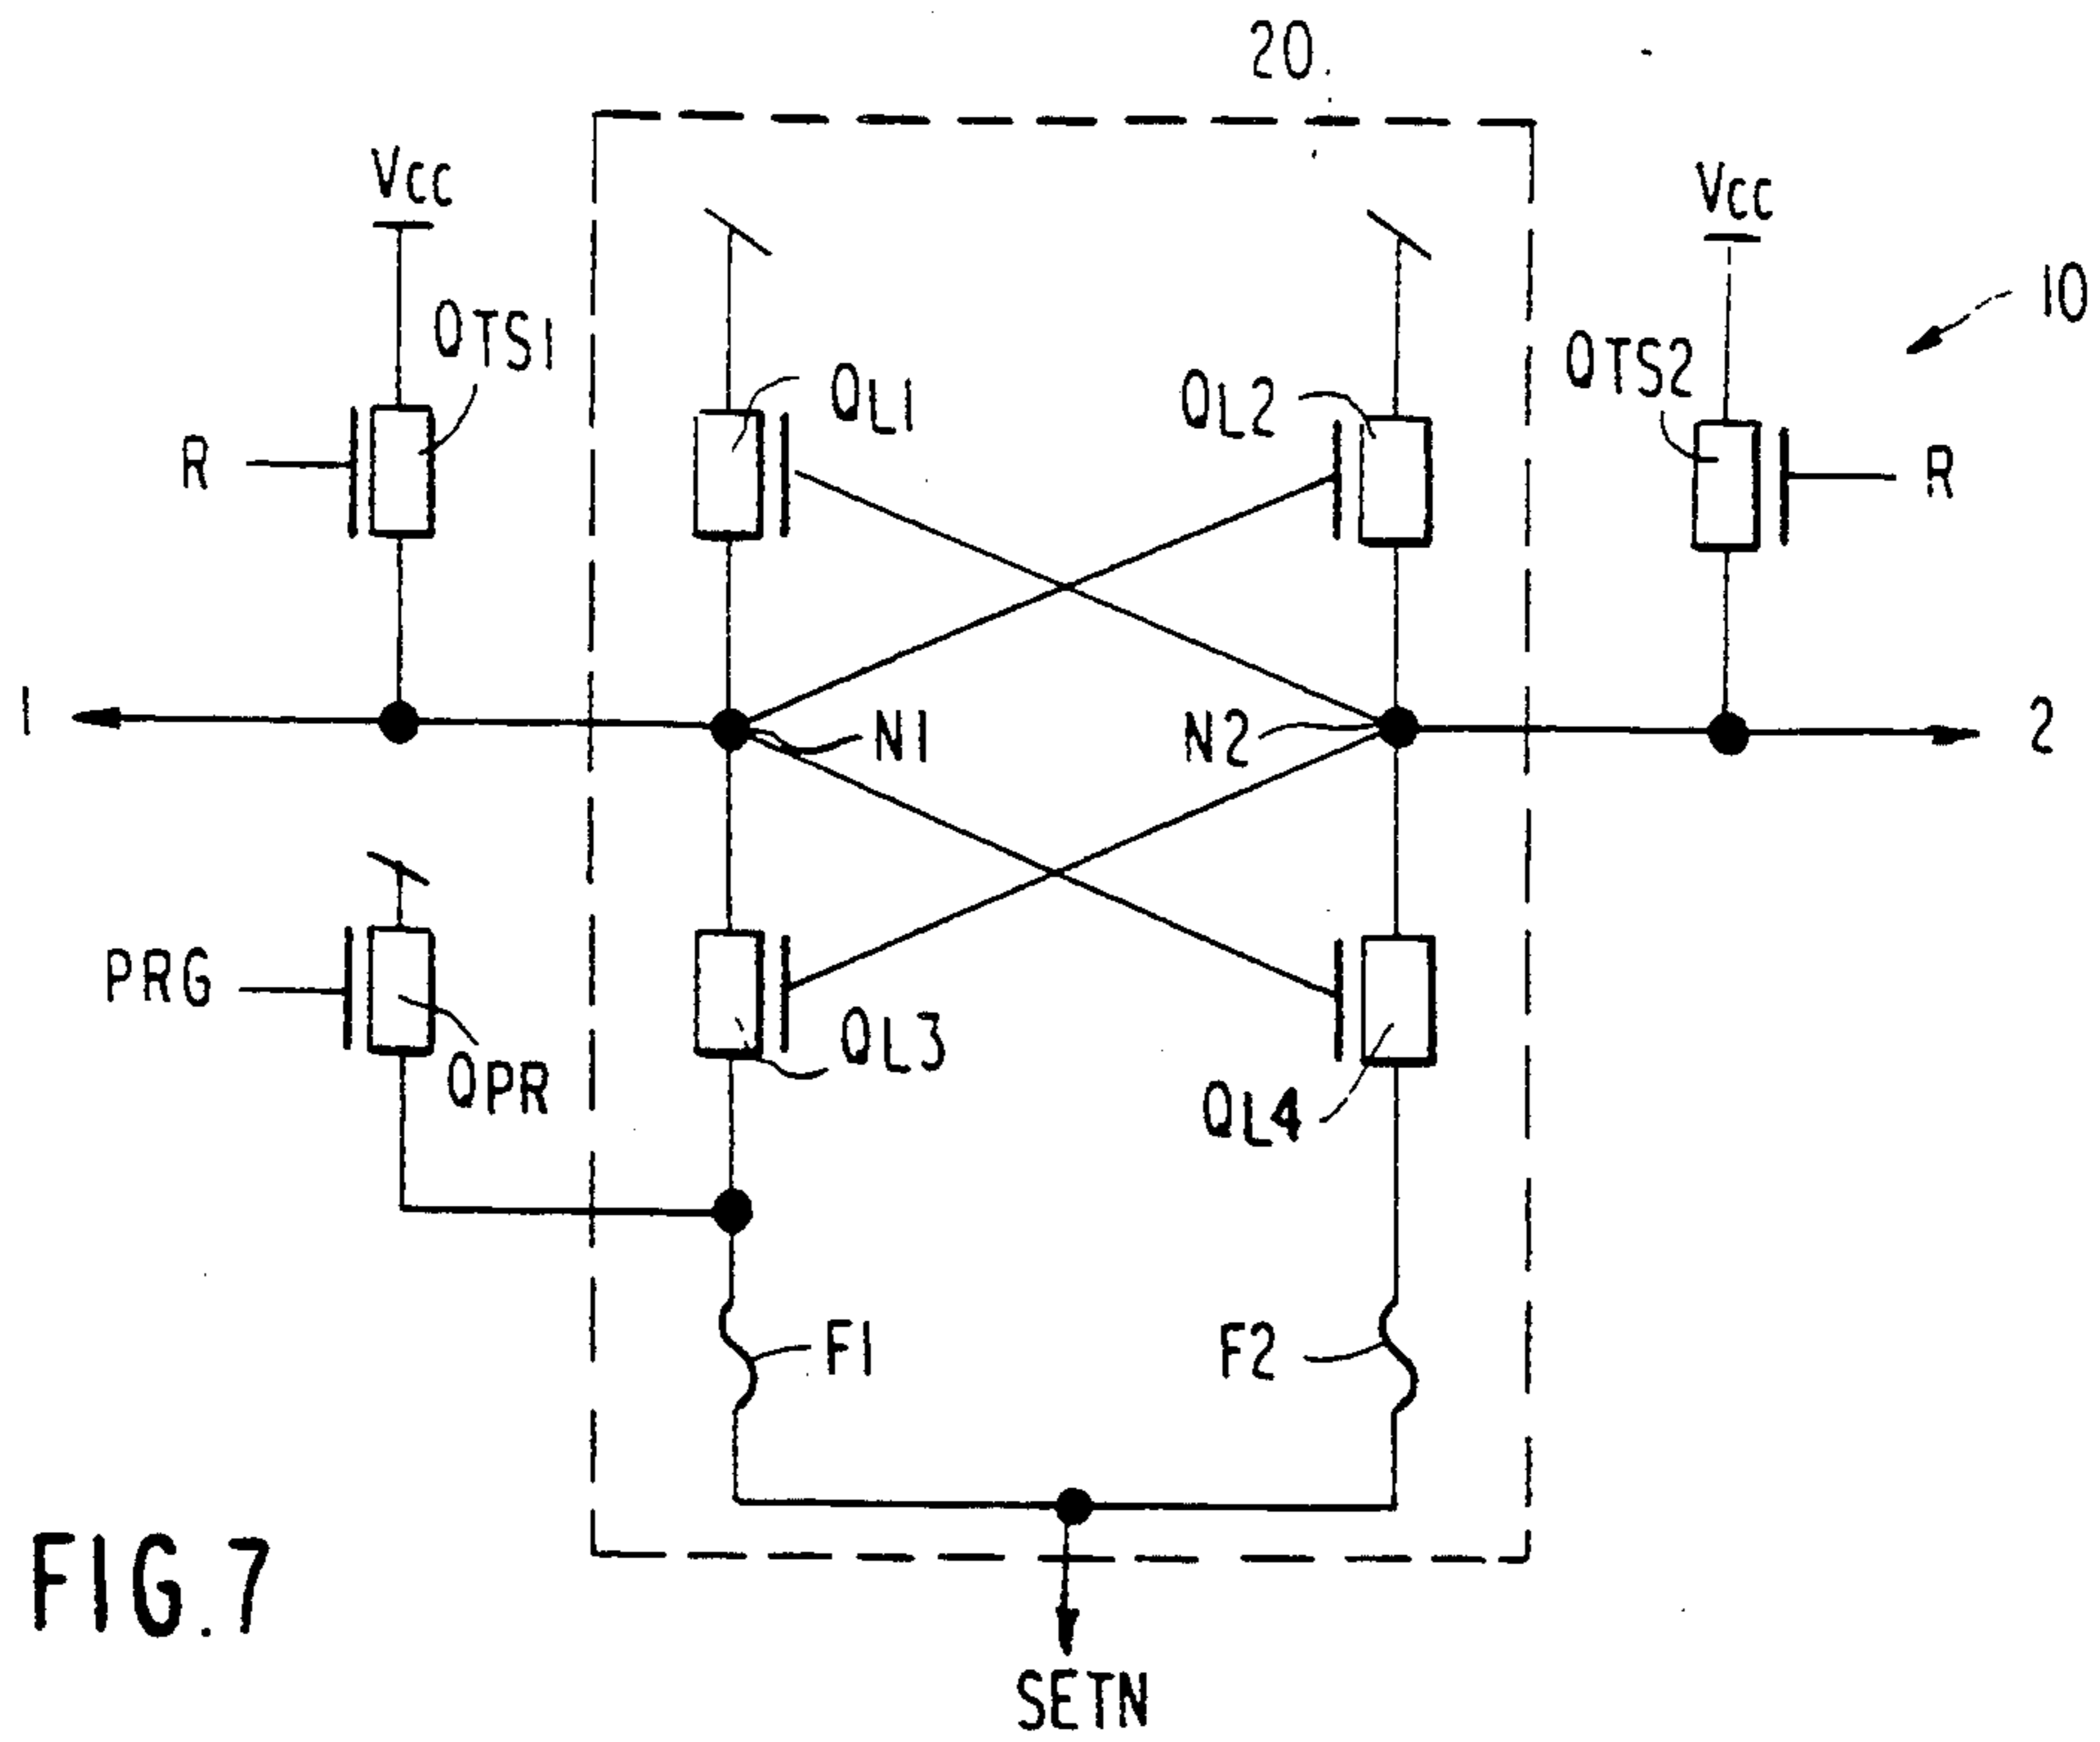 20
Vcc
Vcc
10
QTS1
QTS2
QL1
QL2
R
R
1
N1
N2
2
PRG
QPR
QL3
QL4
F1
F2
SETN
FIG.7